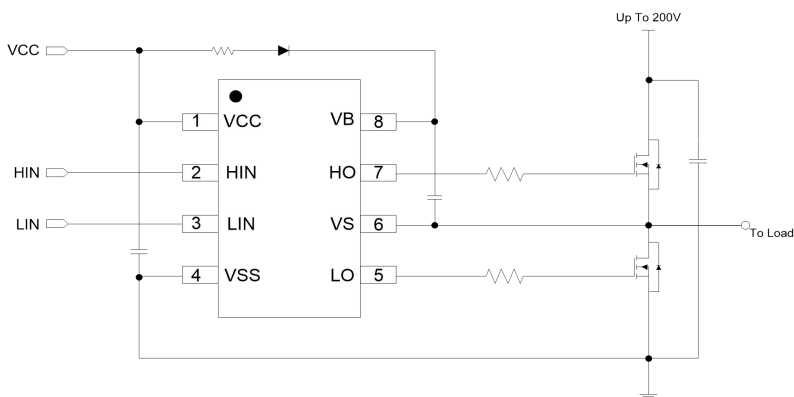 Up To 200V
VCC
1 VCC VB 8
HIN 2 HIN HO 7
LIN 3 LIN VS 6
To Load
4 VSS LO 5